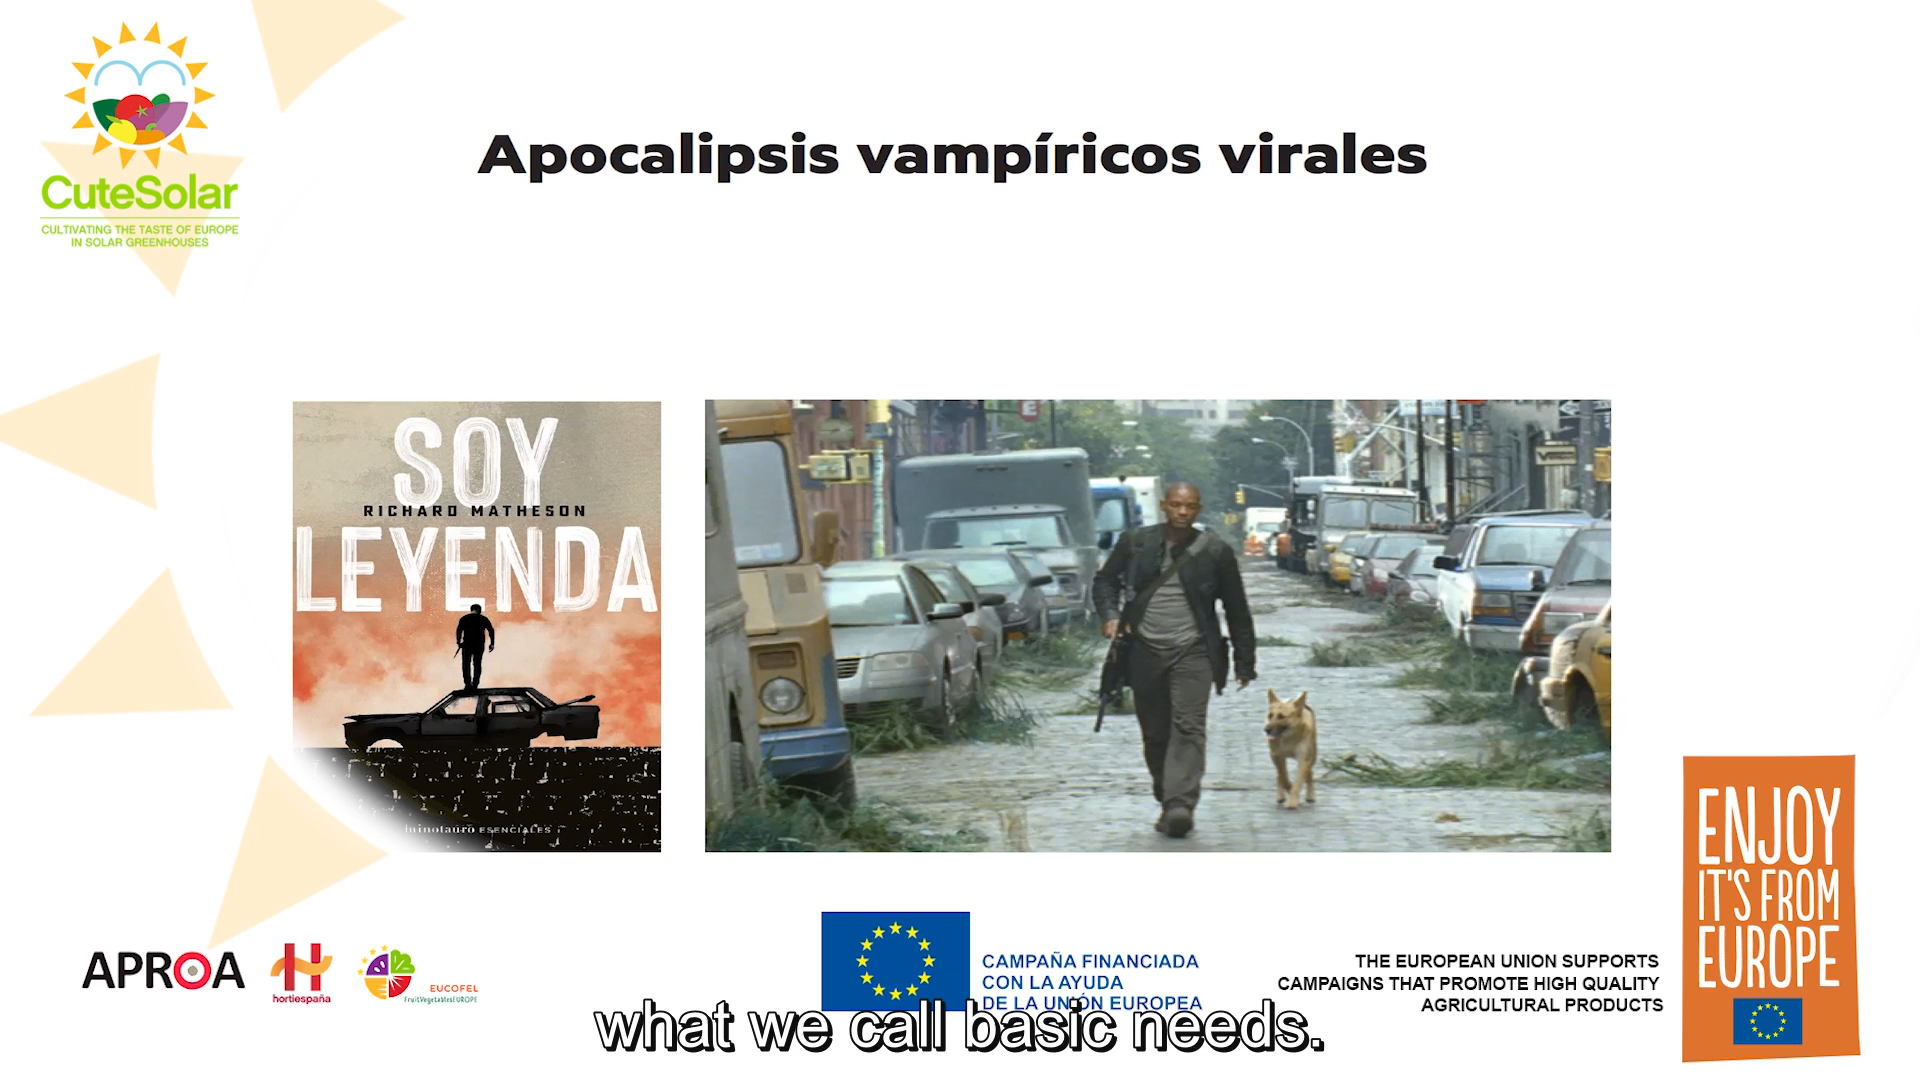 CuteSolar
CULTIVATING THE TASTE OF EUROPE
IN SOLAR GREENHOUSES
Apocalipsis vampíricos virales
SOY
RICHARD MATHESON
LEYENDA
minotauro ESENCIALES
APROA
hortiespaña
EUCOFEL
FruitVegetablesEUROPE
CAMPAÑA FINANCIADA
CON LA AYUDA
DE LA UNIÓN EUROPEA
THE EUROPEAN UNION SUPPORTS
CAMPAIGNS THAT PROMOTE HIGH QUALITY
AGRICULTURAL PRODUCTS
ENJOY
IT'S FROM
EUROPE
what we call basic needs.